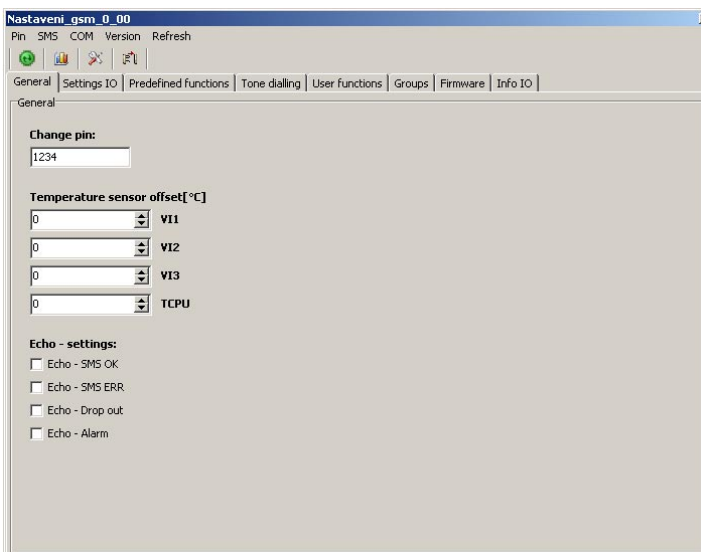 Nastaveni_gsm_0_00
Pin SMS COM Version Refresh
General Settings IO Predefined functions Tone dialling User functions Groups Firmware Info IO
General
Change pin:
1234
Temperature sensor offset[°C]
0 VI1
0 VI2
0 VI3
0 TCPU
Echo - settings:
Echo - SMS OK
Echo - SMS ERR
Echo - Drop out
Echo - Alarm